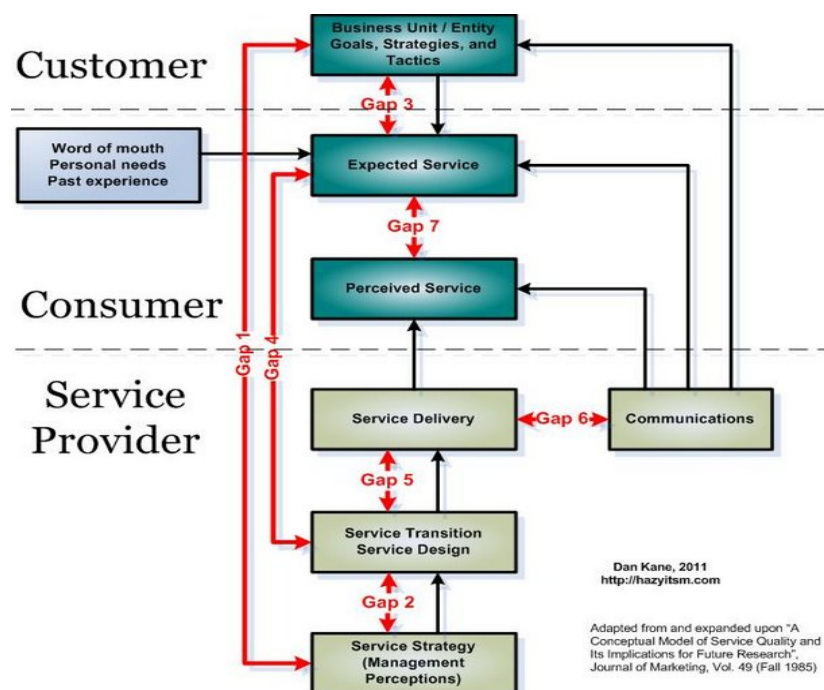 Customer
Business Unit / Entity
Goals, Strategies, and
Tactics
Gap 3
Word of mouth
Personal needs
Past experience
Expected Service
Gap 7
Consumer
Perceived Service
Gap 1
Gap 4
Service
Provider
Service Delivery
Gap 6
Communications
Gap 5
Service Transition
Service Design
Gap 2
Service Strategy
(Management
Perceptions)
Dan Kane, 2011
http://hazyitsm.com
Adapted from and expanded upon "A
Conceptual Model of Service Quality and
Its Implications for Future Research",
Journal of Marketing, Vol. 49 (Fall 1985)